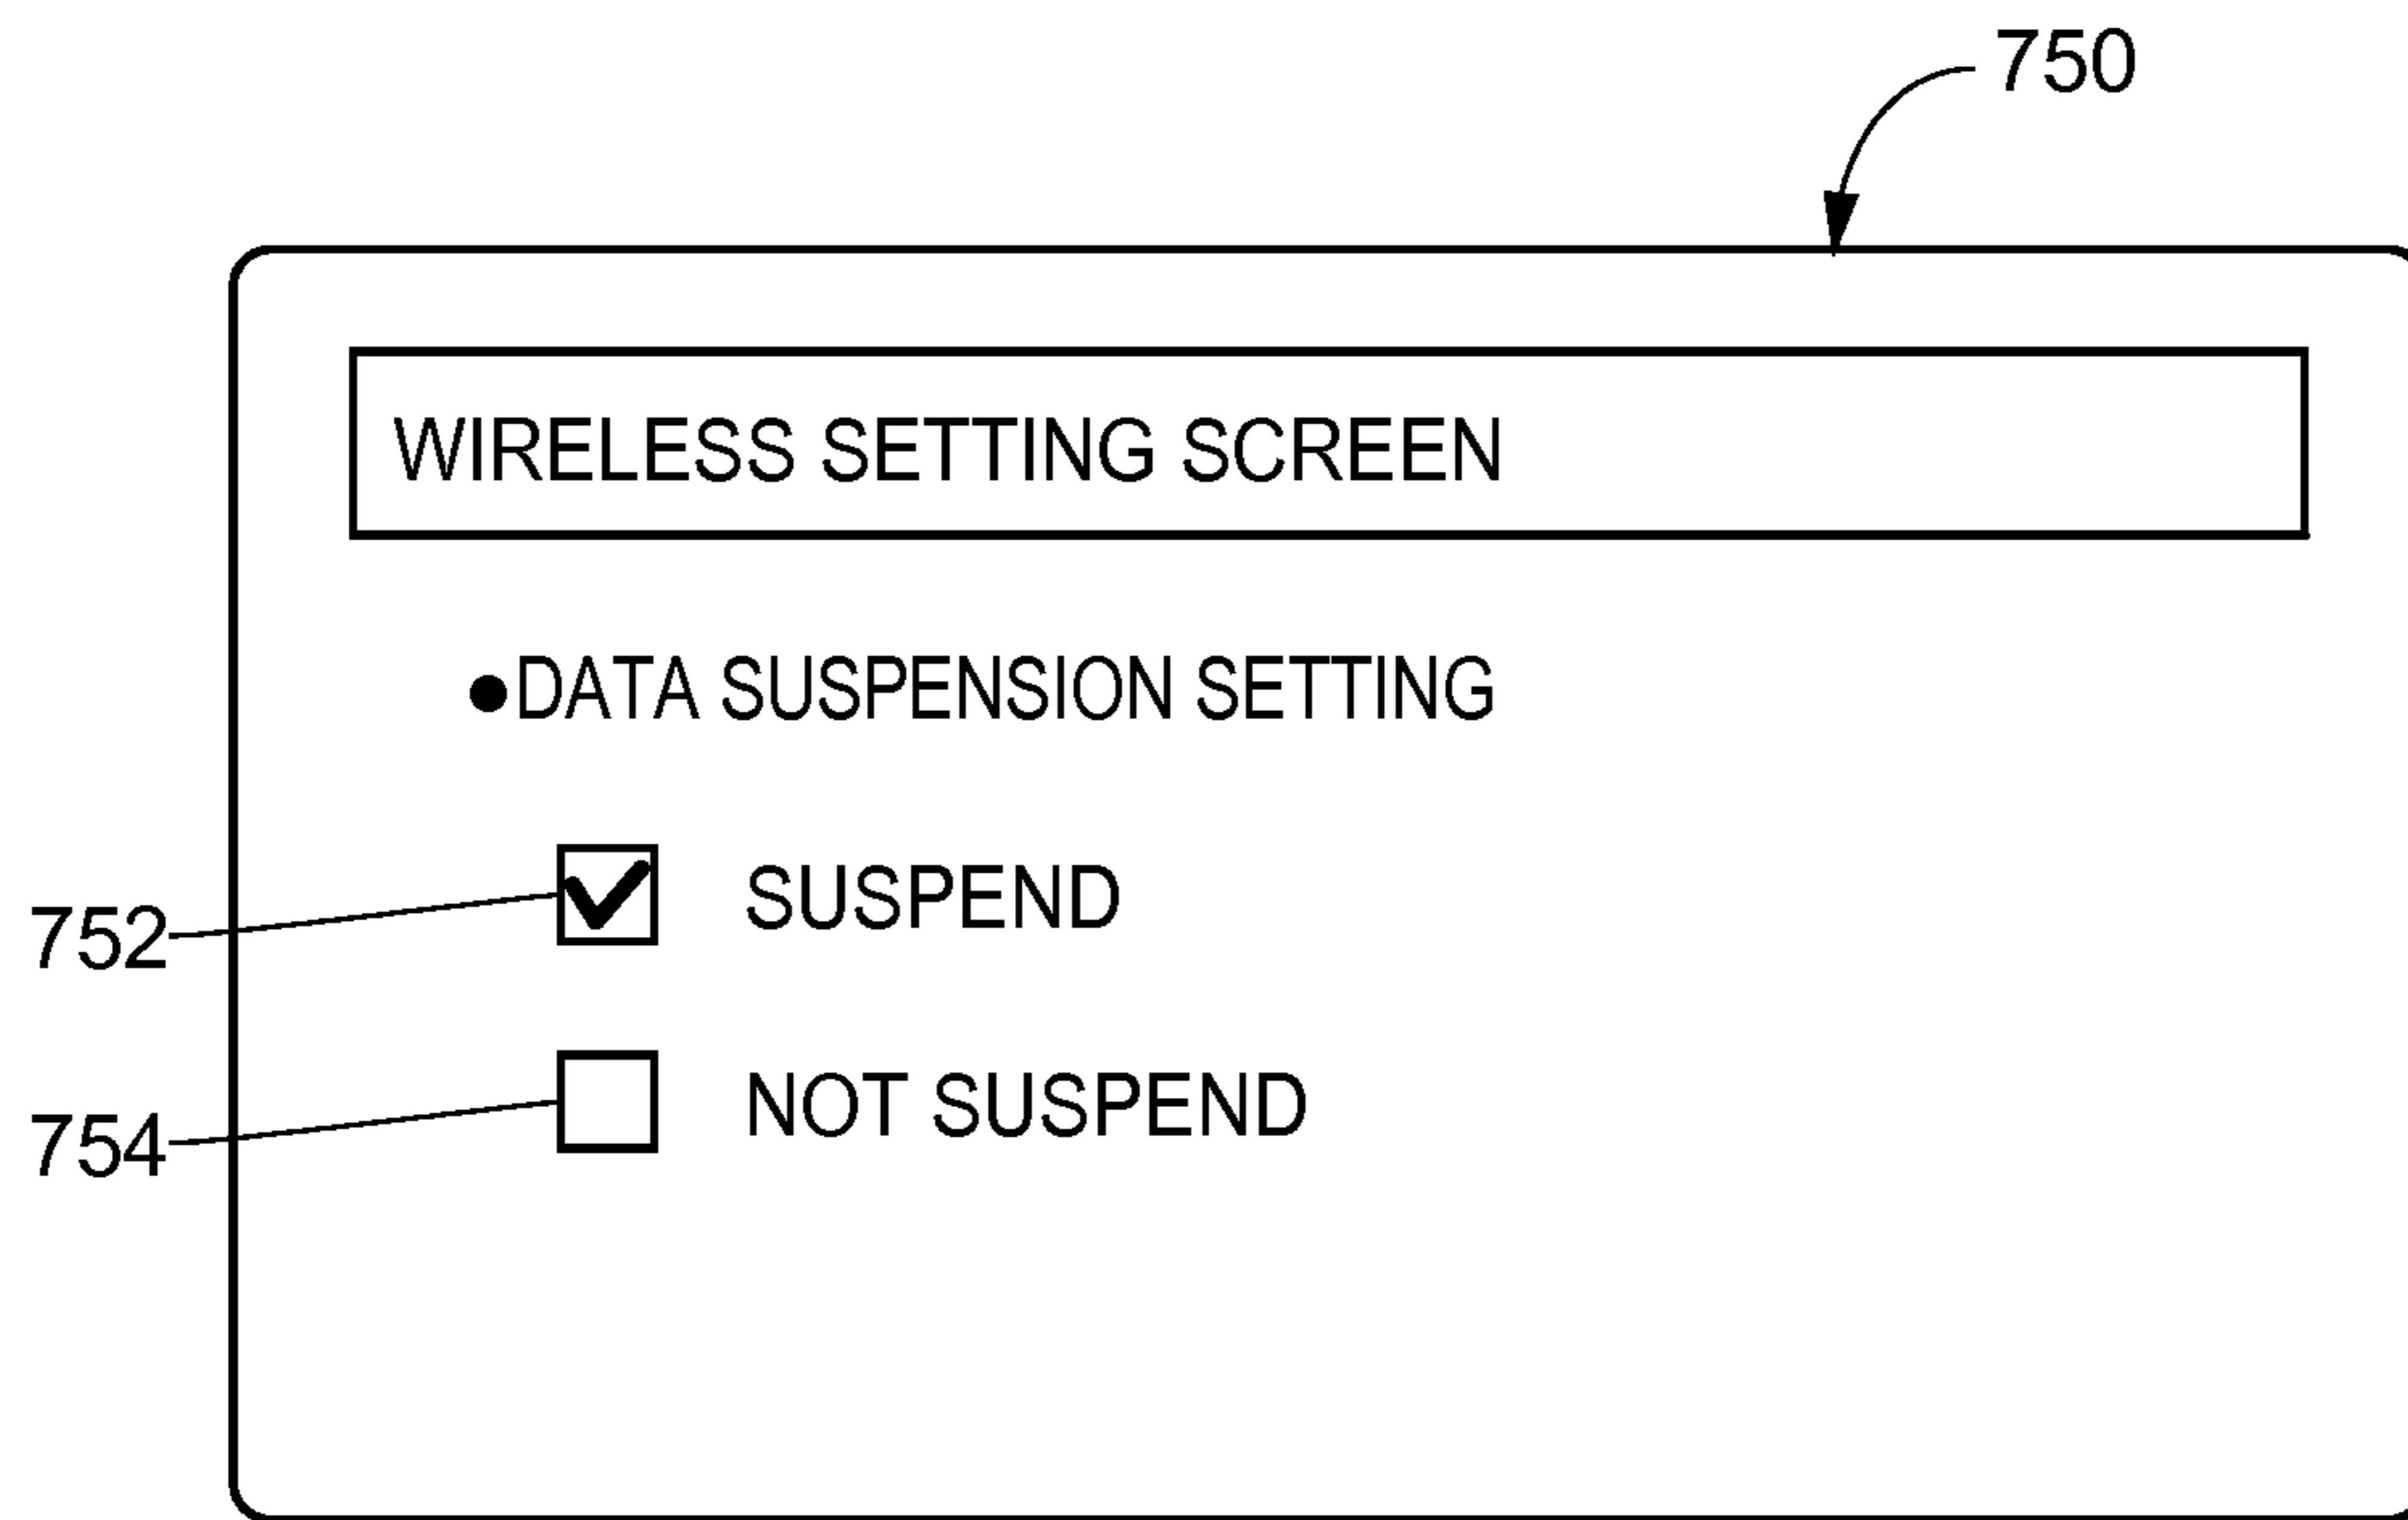 750
WIRELESS SETTING SCREEN
●DATA SUSPENSION SETTING
752 SUSPEND
754 NOT SUSPEND